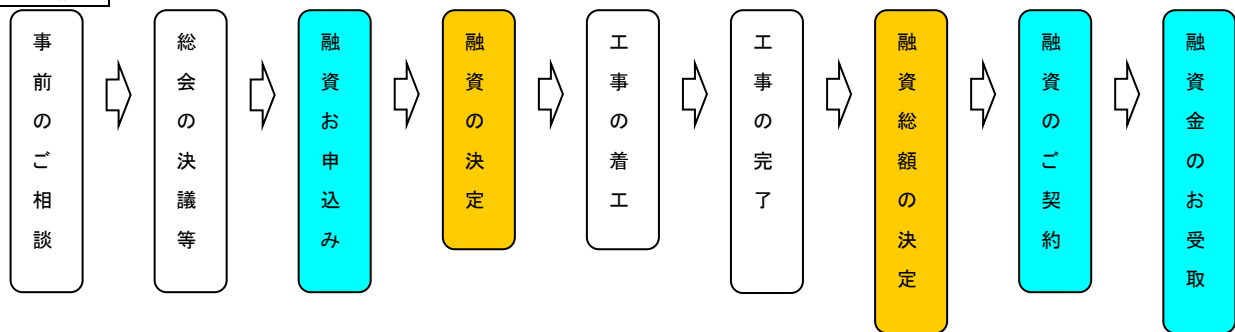 事前のご相談
総会の決議等
融資お申込み
融資の決定
工事の着工
工事の完了
融資総額の決定
融資のご契約
融資金のお受取